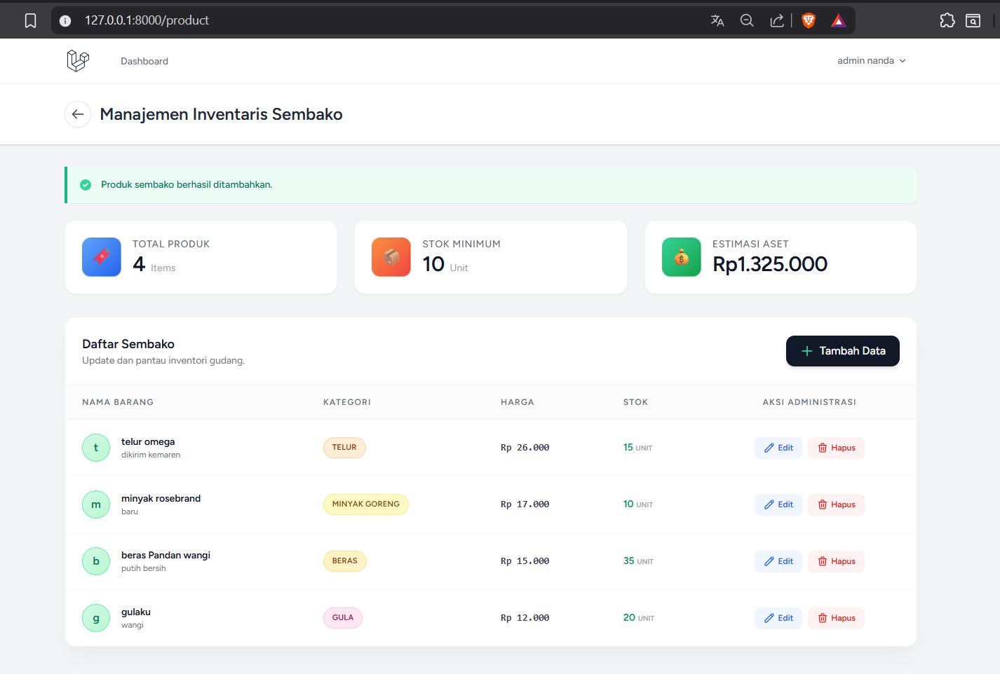 127.0.0.1:8000/product
Dashboard
admin nanda
Manajemen Inventaris Sembako
Produk sembako berhasil ditambahkan.
TOTAL PRODUK
4 Items
STOK MINIMUM
10 Unit
ESTIMASI ASET
Rp1.325.000
Daftar Sembako
Update dan pantau inventori gudang.
Tambah Data
NAMA BARANG KATEGORI HARGA STOK AKSI ADMINISTRASI
t telur omega TELUR Rp 26.000 15 UNIT Edit Hapus
dikirim kemaren
m minyak rosebrand MINYAK GORENG Rp 17.000 10 UNIT Edit Hapus
baru
b beras Pandan wangi BERAS Rp 15.000 35 UNIT Edit Hapus
putih bersih
g gulaku GULA Rp 12.000 20 UNIT Edit Hapus
wangi